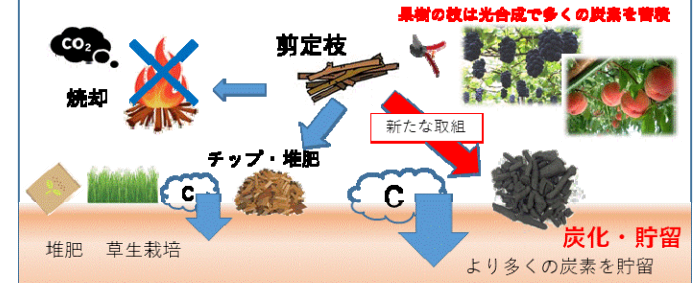 果樹の枝は光合成で多くの炭素を蓄積
CO₂
剪定枝
焼却
新たな取組
チップ・堆肥
C
C
炭化・貯留
堆肥 草生栽培
より多くの炭素を貯留